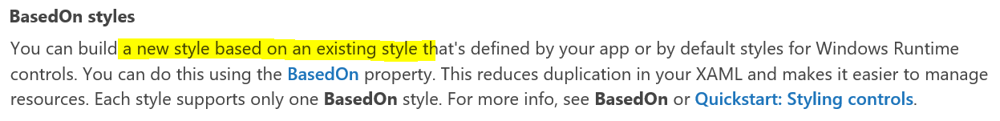 BasedOn styles
You can build a new style based on an existing style that's defined by your app or by default styles for Windows Runtime
controls. You can do this using the BasedOn property. This reduces duplication in your XAML and makes it easier to manage
resources. Each style supports only one BasedOn style. For more info, see BasedOn or Quickstart: Styling controls.